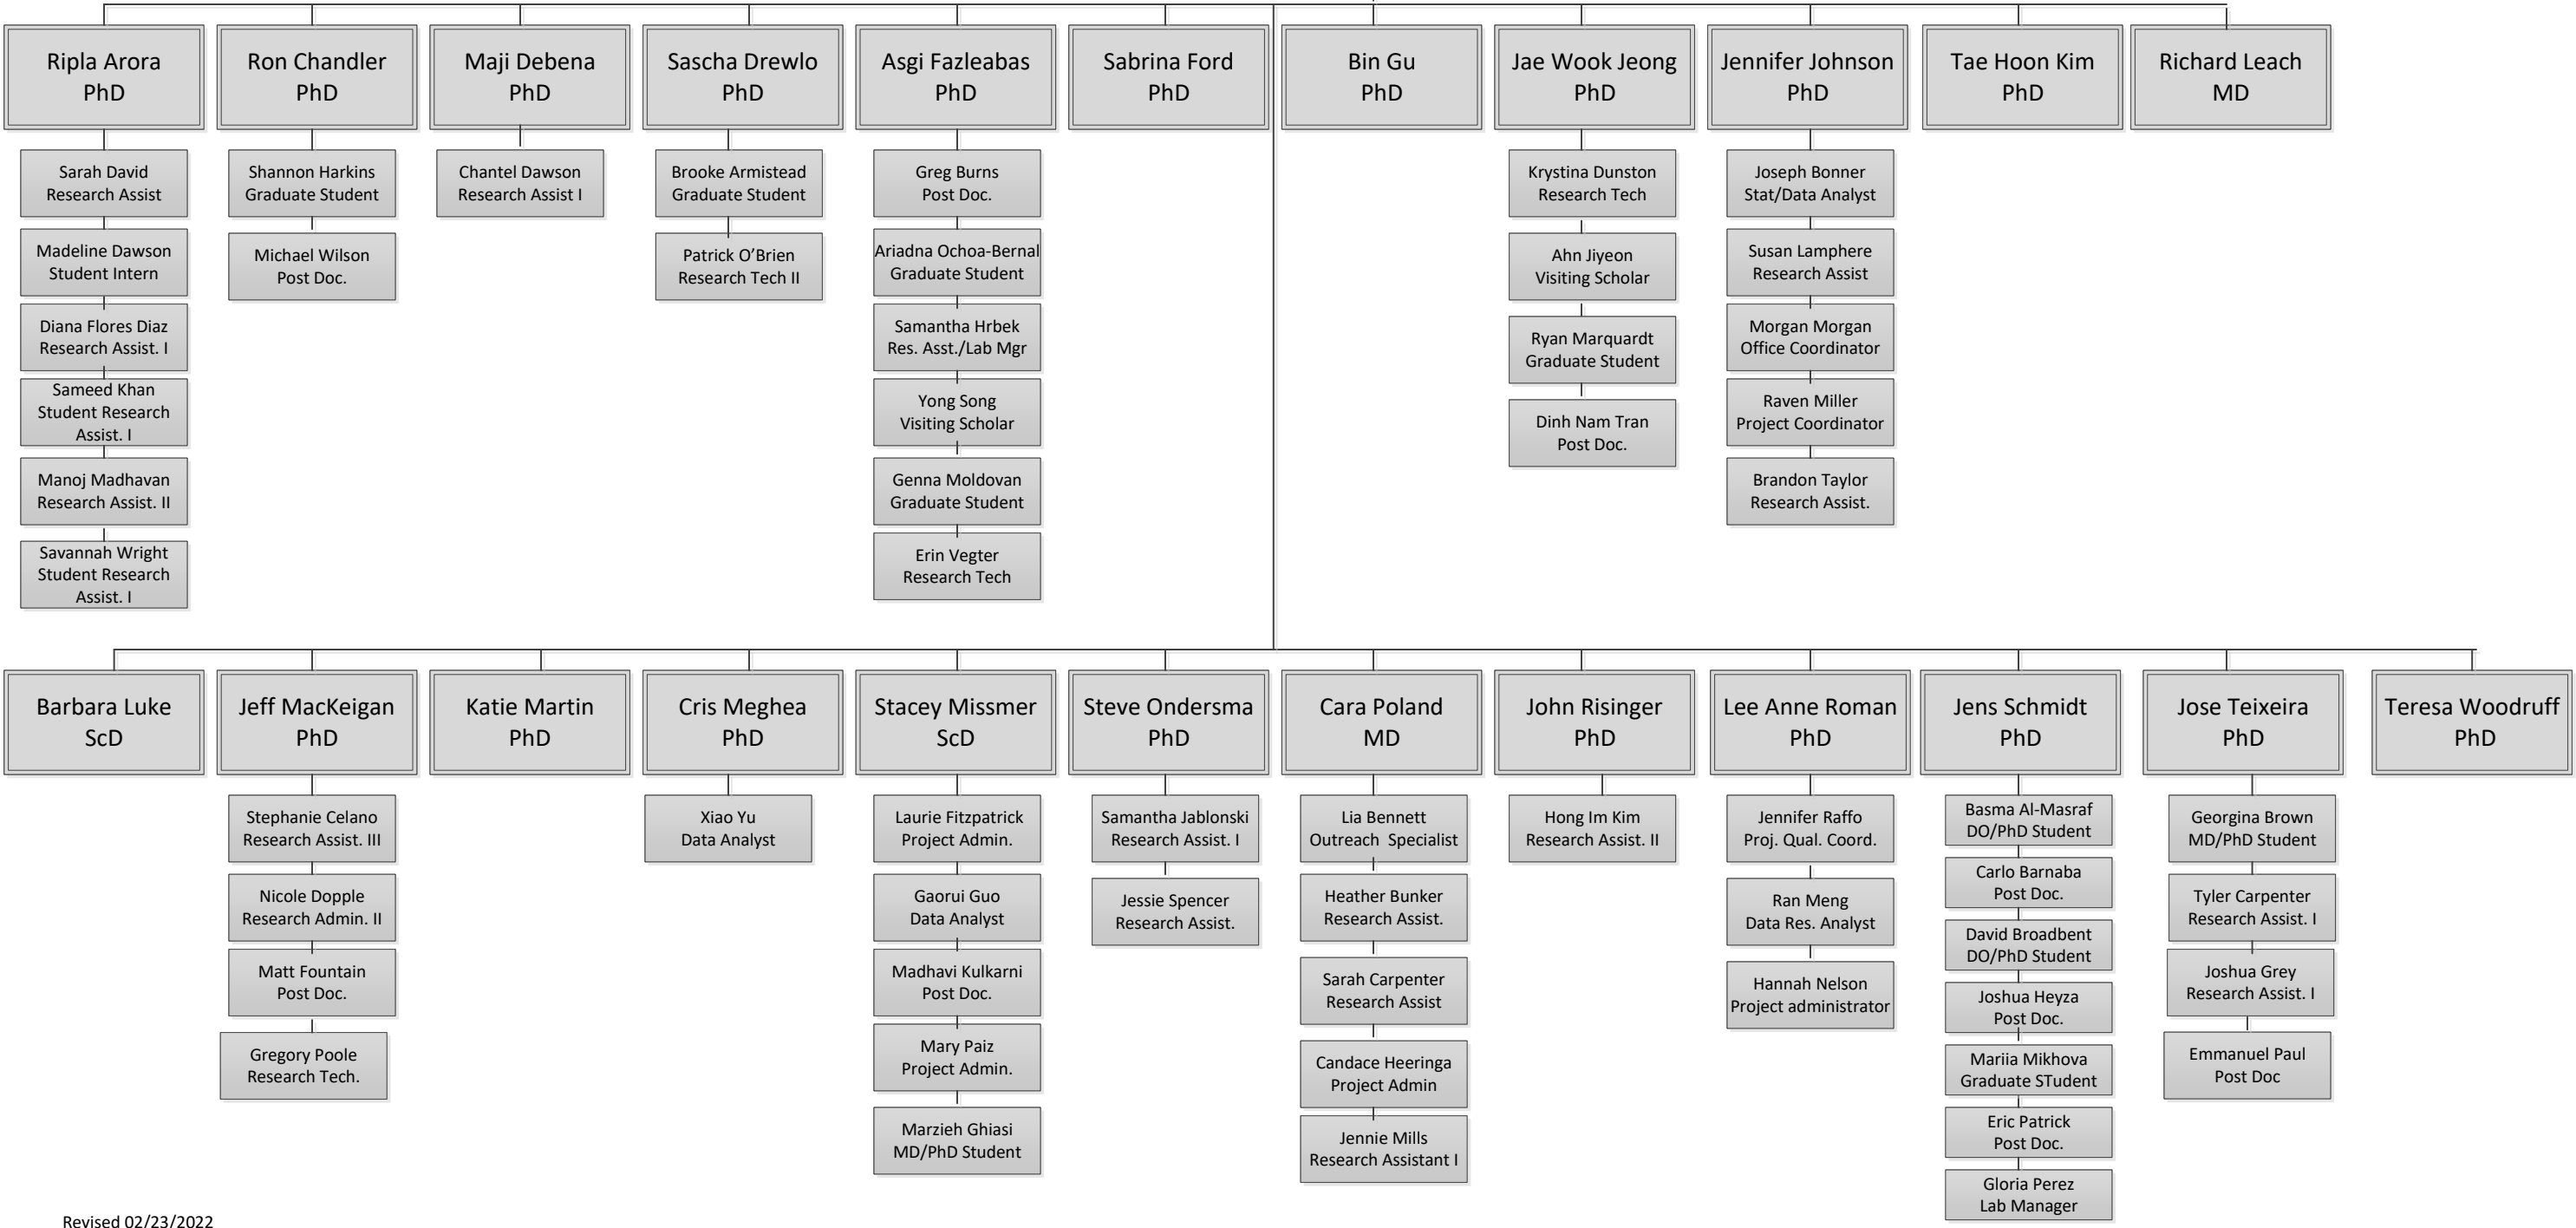 Ripla Arora
PhD
Ron Chandler
PhD
Maji Debena
PhD
Sascha Drewlo
PhD
Asgi Fazleabas
PhD
Sabrina Ford
PhD
Bin Gu
PhD
Jae Wook Jeong
PhD
Jennifer Johnson
PhD
Tae Hoon Kim
PhD
Richard Leach
MD
Sarah David
Research Assist
Madeline Dawson
Student Intern
Diana Flores Diaz
Research Assist. I
Sameed Khan
Student Research
Assist. I
Manoj Madhavan
Research Assist. II
Savannah Wright
Student Research
Assist. I
Shannon Harkins
Graduate Student
Michael Wilson
Post Doc.
Chantel Dawson
Research Assist I
Brooke Armistead
Graduate Student
Patrick O’Brien
Research Tech II
Greg Burns
Post Doc.
Ariadna Ochoa-Bernal
Graduate Student
Samantha Hrbek
Res. Asst./Lab Mgr
Yong Song
Visiting Scholar
Genna Moldovan
Graduate Student
Erin Vegter
Research Tech
Krystina Dunston
Research Tech
Ahn Jiyeon
Visiting Scholar
Ryan Marquardt
Graduate Student
Dinh Nam Tran
Post Doc.
Joseph Bonner
Stat/Data Analyst
Susan Lamphere
Research Assist
Morgan Morgan
Office Coordinator
Raven Miller
Project Coordinator
Brandon Taylor
Research Assist.
Barbara Luke
ScD
Jeff MacKeigan
PhD
Katie Martin
PhD
Cris Meghea
PhD
Stacey Missmer
ScD
Steve Ondersma
PhD
Cara Poland
MD
John Risinger
PhD
Lee Anne Roman
PhD
Jens Schmidt
PhD
Jose Teixeira
PhD
Teresa Woodruff
PhD
Stephanie Celano
Research Assist. III
Nicole Dopple
Research Admin. II
Matt Fountain
Post Doc.
Gregory Poole
Research Tech.
Xiao Yu
Data Analyst
Laurie Fitzpatrick
Project Admin.
Gaorui Guo
Data Analyst
Madhavi Kulkarni
Post Doc.
Mary Paiz
Project Admin.
Marzieh Ghiasi
MD/PhD Student
Samantha Jablonski
Research Assist. I
Jessie Spencer
Research Assist.
Lia Bennett
Outreach  Specialist
Heather Bunker
Research Assist.
Sarah Carpenter
Research Assist
Candace Heeringa
Project Admin
Jennie Mills
Research Assistant I
Hong Im Kim
Research Assist. II
Jennifer Raffo
Proj. Qual. Coord.
Ran Meng
Data Res. Analyst
Hannah Nelson
Project administrator
Basma Al-Masraf
DO/PhD Student
Carlo Barnaba
Post Doc.
David Broadbent
DO/PhD Student
Joshua Heyza
Post Doc.
Mariia Mikhova
Graduate STudent
Eric Patrick
Post Doc.
Gloria Perez
Lab Manager
Georgina Brown
MD/PhD Student
Tyler Carpenter
Research Assist. I
Joshua Grey
Research Assist. I
Emmanuel Paul
Post Doc
Revised 02/23/2022